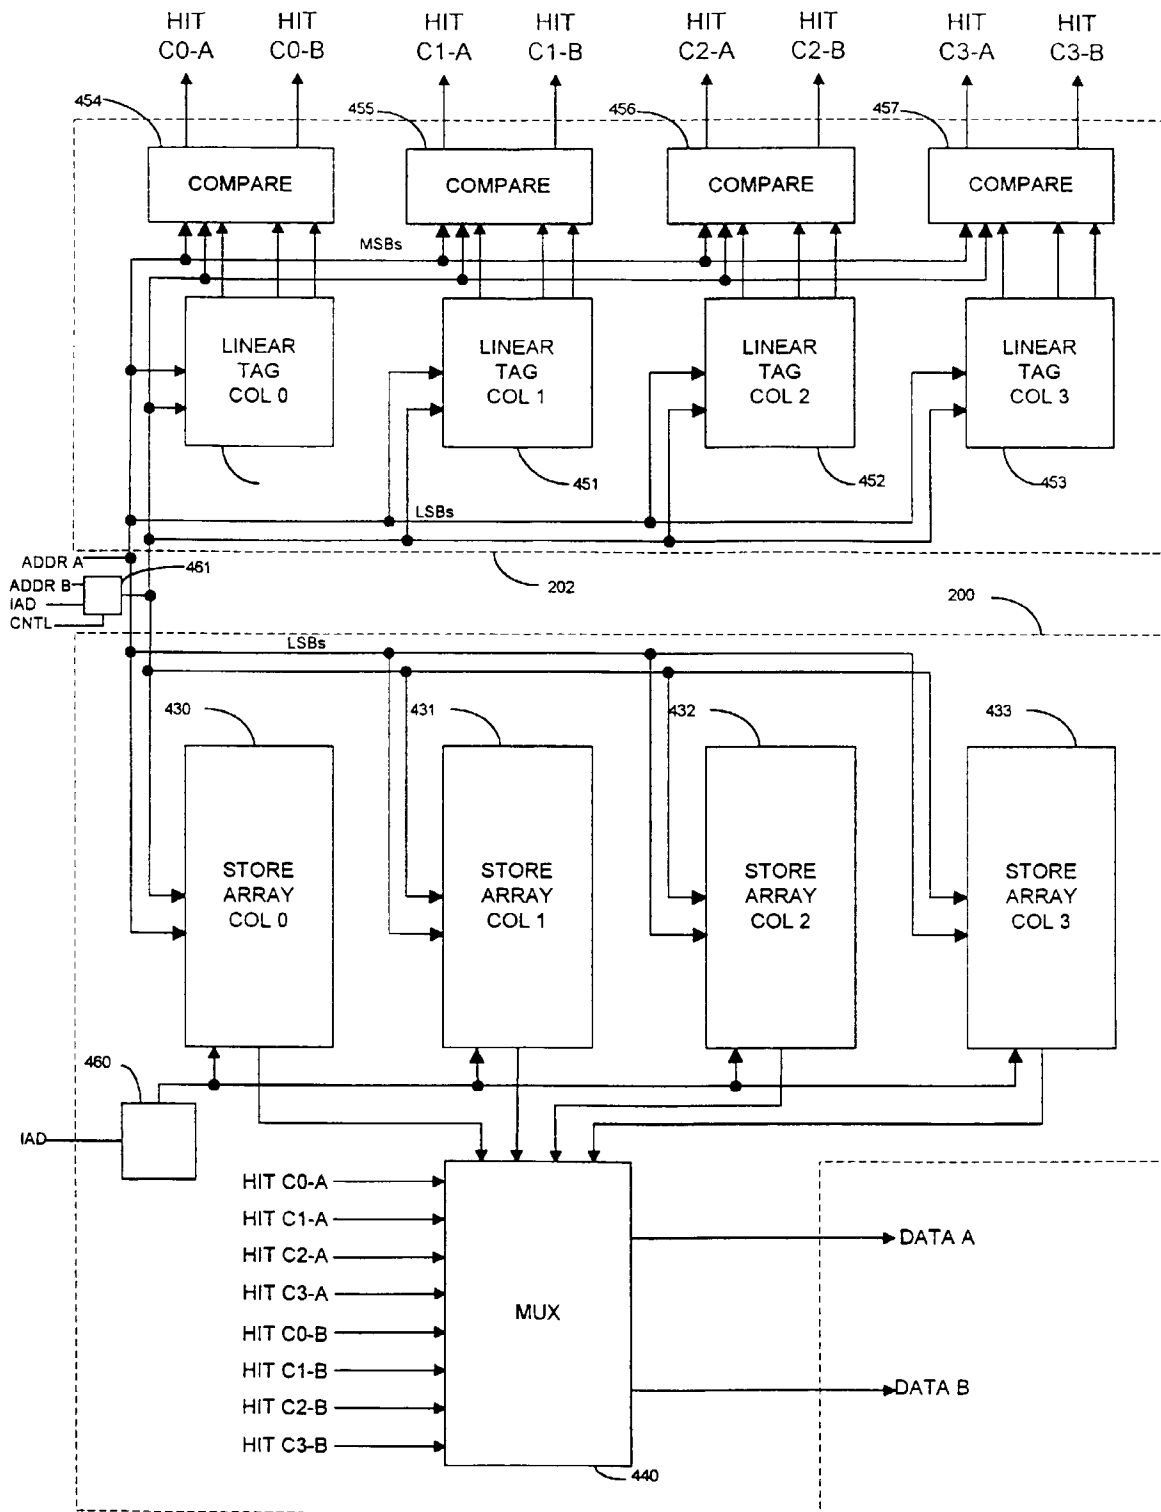 HIT C0-A
HIT C0-B
HIT C1-A
HIT C1-B
HIT C2-A
HIT C2-B
HIT C3-A
HIT C3-B
454
455
456
457
COMPARE
COMPARE
COMPARE
COMPARE
MSBs
LINEAR TAG COL 0
LINEAR TAG COL 1
LINEAR TAG COL 2
LINEAR TAG COL 3
451
452
453
LSBs
ADDR A
461
ADDR B
IAD
CNTL
202
200
LSBs
430
431
432
433
STORE ARRAY COL 0
STORE ARRAY COL 1
STORE ARRAY COL 2
STORE ARRAY COL 3
460
IAD
HIT C0-A
HIT C1-A
HIT C2-A
HIT C3-A
HIT C0-B
HIT C1-B
HIT C2-B
HIT C3-B
MUX
DATA A
DATA B
440